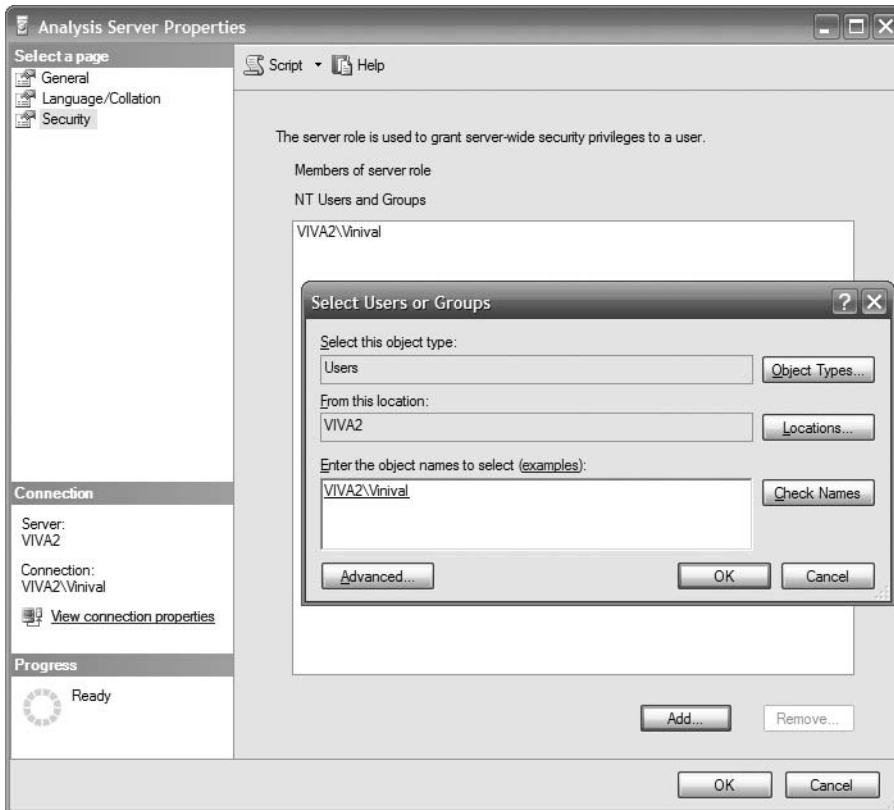 Analysis Server Properties
Select a page
General
Language/Collation
Security
Script Help
The server role is used to grant server-wide security privileges to a user.
Members of server role
NT Users and Groups
VIVA2\Vinival
Select Users or Groups
Select this object type:
Users
Object Types...
From this location:
VIVA2
Locations...
Enter the object names to select (examples):
VIVA2\Vinival
Check Names
Advanced...
OK
Cancel
Connection
Server:
VIVA2
Connection:
VIVA2\Vinival
View connection properties
Progress
Ready
Add...
Remove...
OK
Cancel